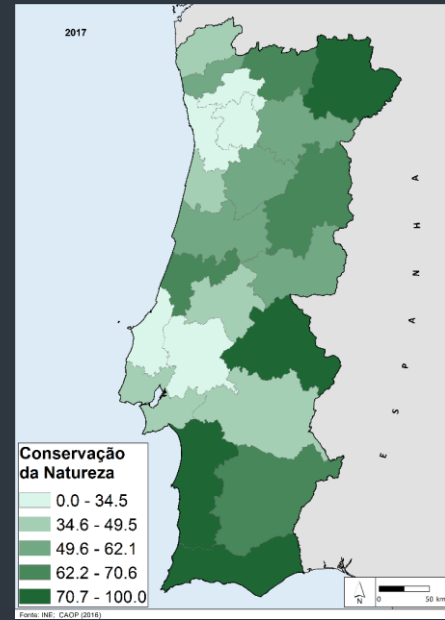 2017
E S P A N H A
Conservação
da Natureza
0.0 - 34.5
34.6 - 49.5
49.6 - 62.1
62.2 - 70.6
70.7 - 100.0
N
0 50 km
Fonte: INE; CAOP (2016)